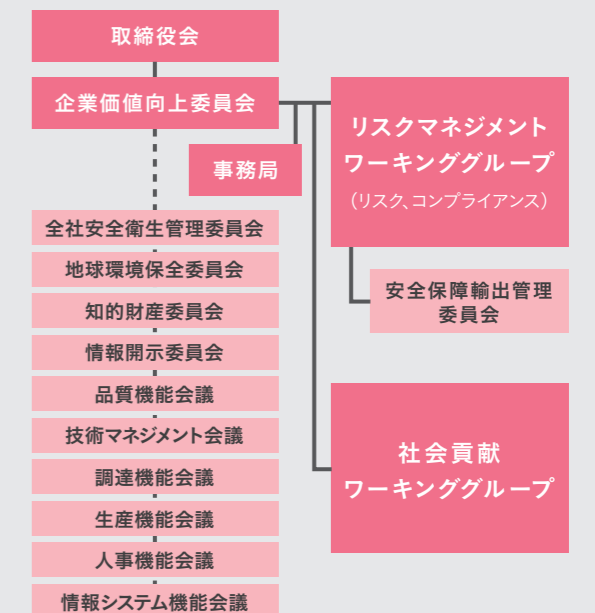 取締役会
企業価値向上委員会
事務局
全社安全衛生管理委員会
地球環境保全委員会
知的財産委員会
情報開示委員会
品質機能会議
技術マネジメント会議
調達機能会議
生産機能会議
人事機能会議
情報システム機能会議
リスクマネジメント
ワーキンググループ
（リスク、コンプライアンス）
安全保障輸出管理
委員会
社会貢献
ワーキンググループ